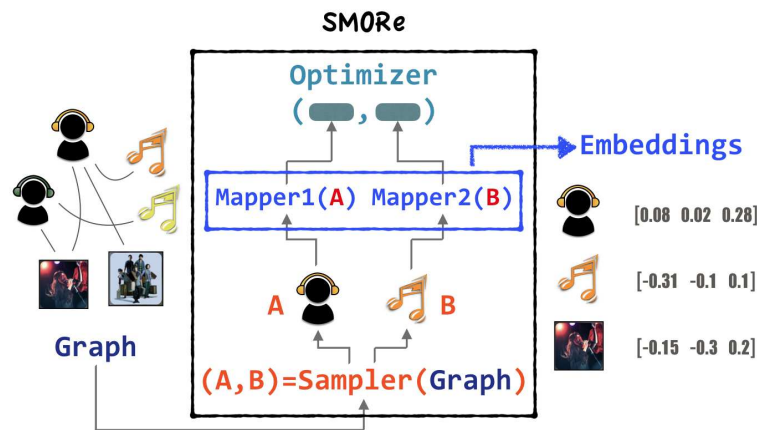 SMORe
Optimizer
( , )
Embeddings
Mapper1(A) Mapper2(B)
[0.08 0.02 0.28]
[-0.31 -0.1 0.1]
A
B
[-0.15 -0.3 0.2]
Graph
(A,B)=Sampler(Graph)